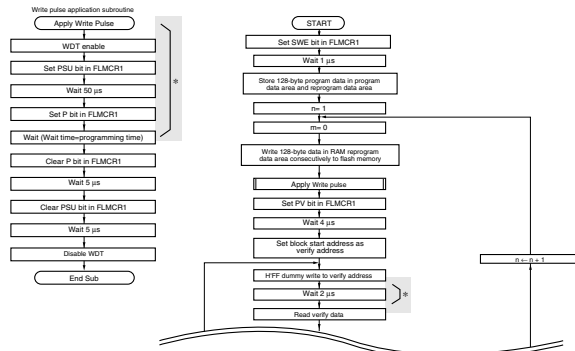 Write pulse application subroutine
Apply Write Pulse
WDT enable
Set PSU bit in FLMCR1
Wait 50 μs
Set P bit in FLMCR1
Wait (Wait time=programming time)
Clear P bit in FLMCR1
Wait 5 μs
Clear PSU bit in FLMCR1
Wait 5 μs
Disable WDT
End Sub
*
START
Set SWE bit in FLMCR1
Wait 1 μs
Store 128-byte program data in program
data area and reprogram data area
n= 1
m= 0
Write 128-byte data in RAM reprogram
data area consecutively to flash memory
Apply Write pulse
Set PV bit in FLMCR1
Wait 4 μs
Set block start address as
verify address
H'FF dummy write to verify address
Wait 2 μs
Read verify data
*
n ← n + 1